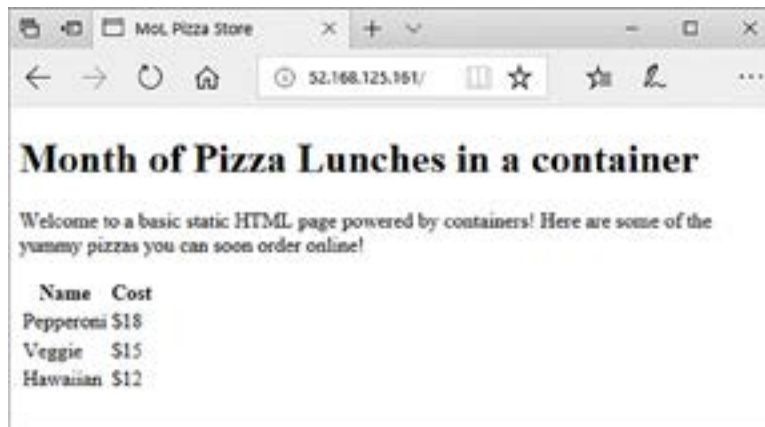 MoL Pizza Store
52.168.125.161/
Month of Pizza Lunches in a container
Welcome to a basic static HTML page powered by containers! Here are some of the
yummy pizzas you can soon order online!
Name Cost
Pepperoni $18
Veggie $15
Hawaiian $12